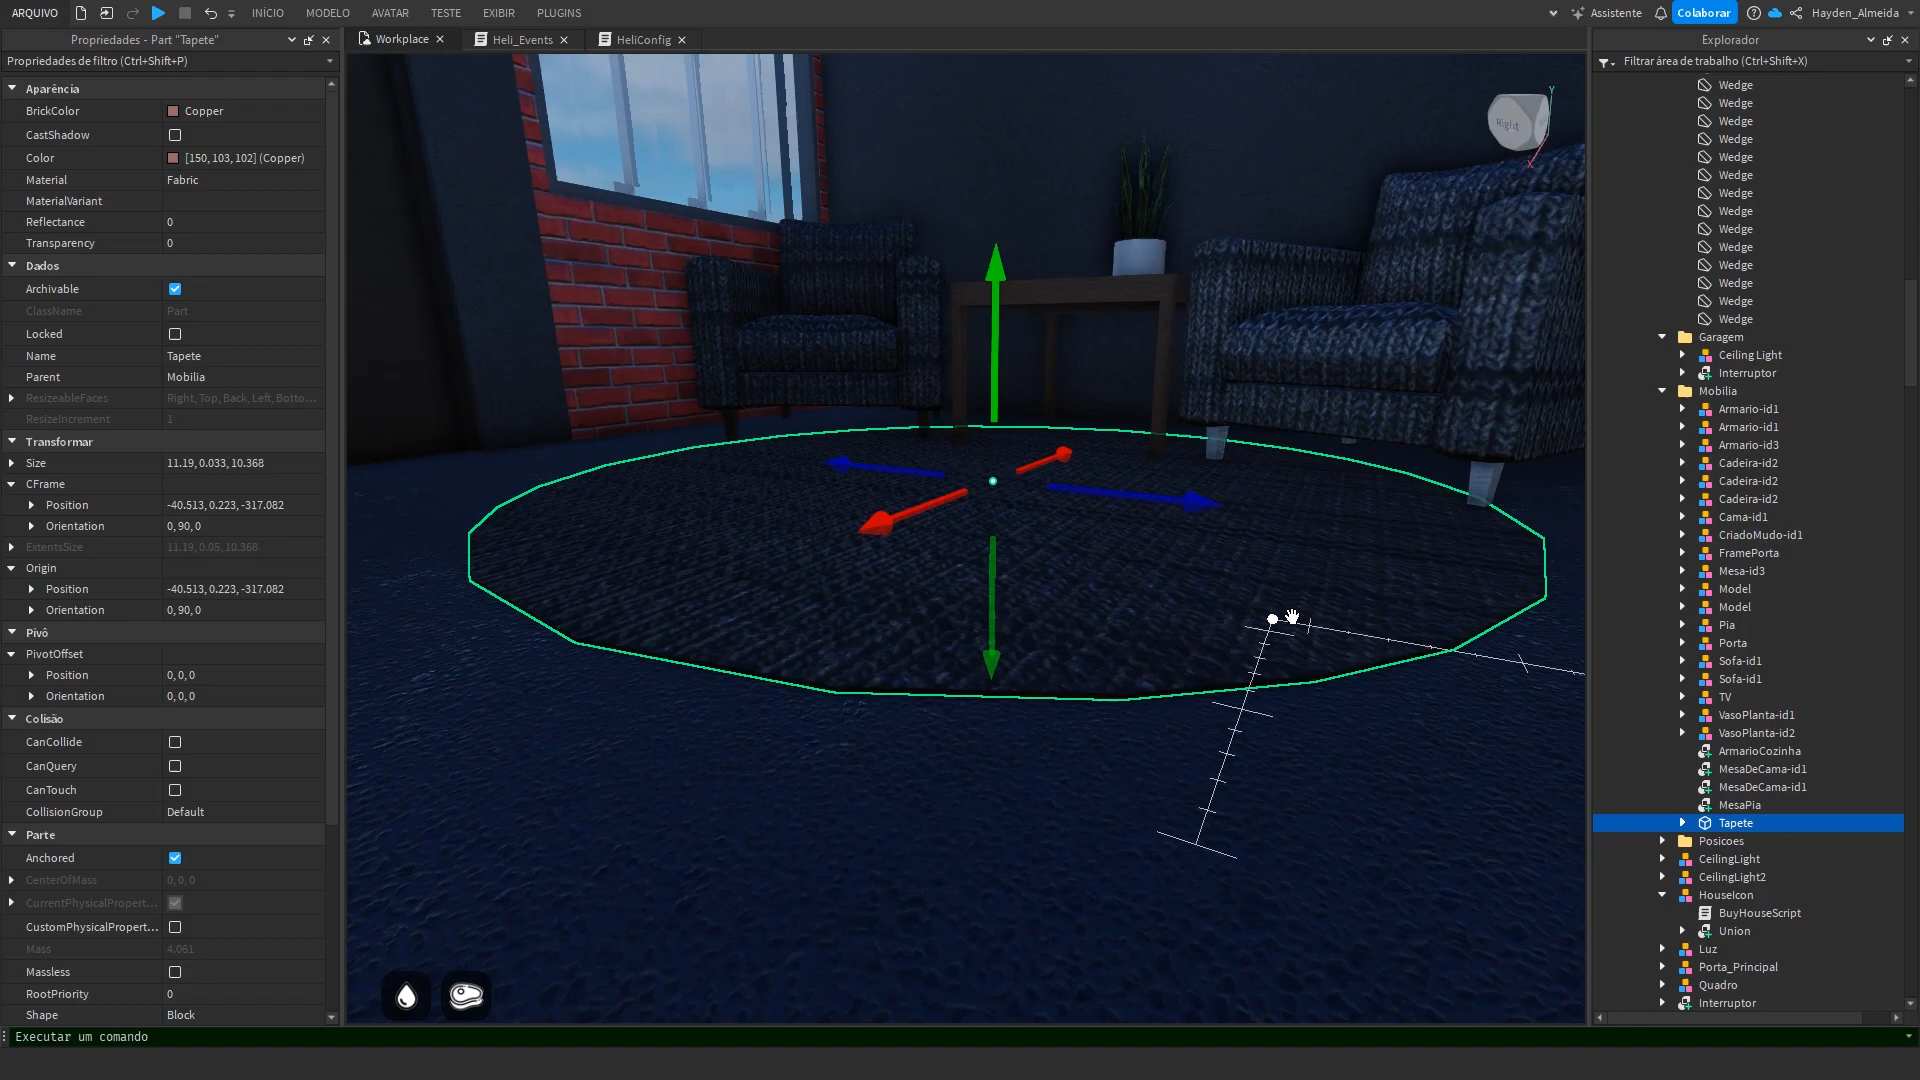 ARQUIVO
INÍCIO
MODELO
AVATAR
TESTE
EXIBIR
PLUGINS
Assistente
Colaborar
Hayden_Almeida
Propriedades - Part "Tapete"
Propriedades de filtro (Ctrl+Shift+P)
Aparência
BrickColor Copper
CastShadow
Color [150, 103, 102] (Copper)
Material Fabric
MaterialVariant
Reflectance 0
Transparency 0
Dados
Archivable
ClassName Part
Locked
Name Tapete
Parent Mobilia
ResizeableFaces Right, Top, Back, Left, Botto...
ResizeIncrement 1
Transformar
Size 11.19, 0.033, 10.368
CFrame
Position -40.513, 0.223, -317.082
Orientation 0, 90, 0
ExtentsSize 11.19, 0.05, 10.368
Origin
Position -40.513, 0.223, -317.082
Orientation 0, 90, 0
Pivô
PivotOffset
Position 0, 0, 0
Orientation 0, 0, 0
Colisão
CanCollide
CanQuery
CanTouch
CollisionGroup Default
Parte
Anchored
CenterOfMass 0, 0, 0
CurrentPhysicalPropert...
CustomPhysicalPropert...
Mass 4.061
Massless
RootPriority 0
Shape Block
Workplace
Heli_Events
HeliConfig
Right
Y
X
Explorador
Filtrar área de trabalho (Ctrl+Shift+X)
Wedge
Wedge
Wedge
Wedge
Wedge
Wedge
Wedge
Wedge
Wedge
Wedge
Wedge
Wedge
Wedge
Wedge
Garagem
Ceiling Light
Interruptor
Mobilia
Armario-id1
Armario-id1
Armario-id3
Cadeira-id2
Cadeira-id2
Cadeira-id2
Cama-id1
CriadoMudo-id1
FramePorta
Mesa-id3
Model
Model
Pia
Porta
Sofa-id1
Sofa-id1
TV
VasoPlanta-id1
VasoPlanta-id2
ArmarioCozinha
MesaDeCama-id1
MesaDeCama-id1
MesaPia
Tapete
Posicoes
CeilingLight
CeilingLight2
HouseIcon
BuyHouseScript
Union
Luz
Porta_Principal
Quadro
Interruptor
Executar um comando